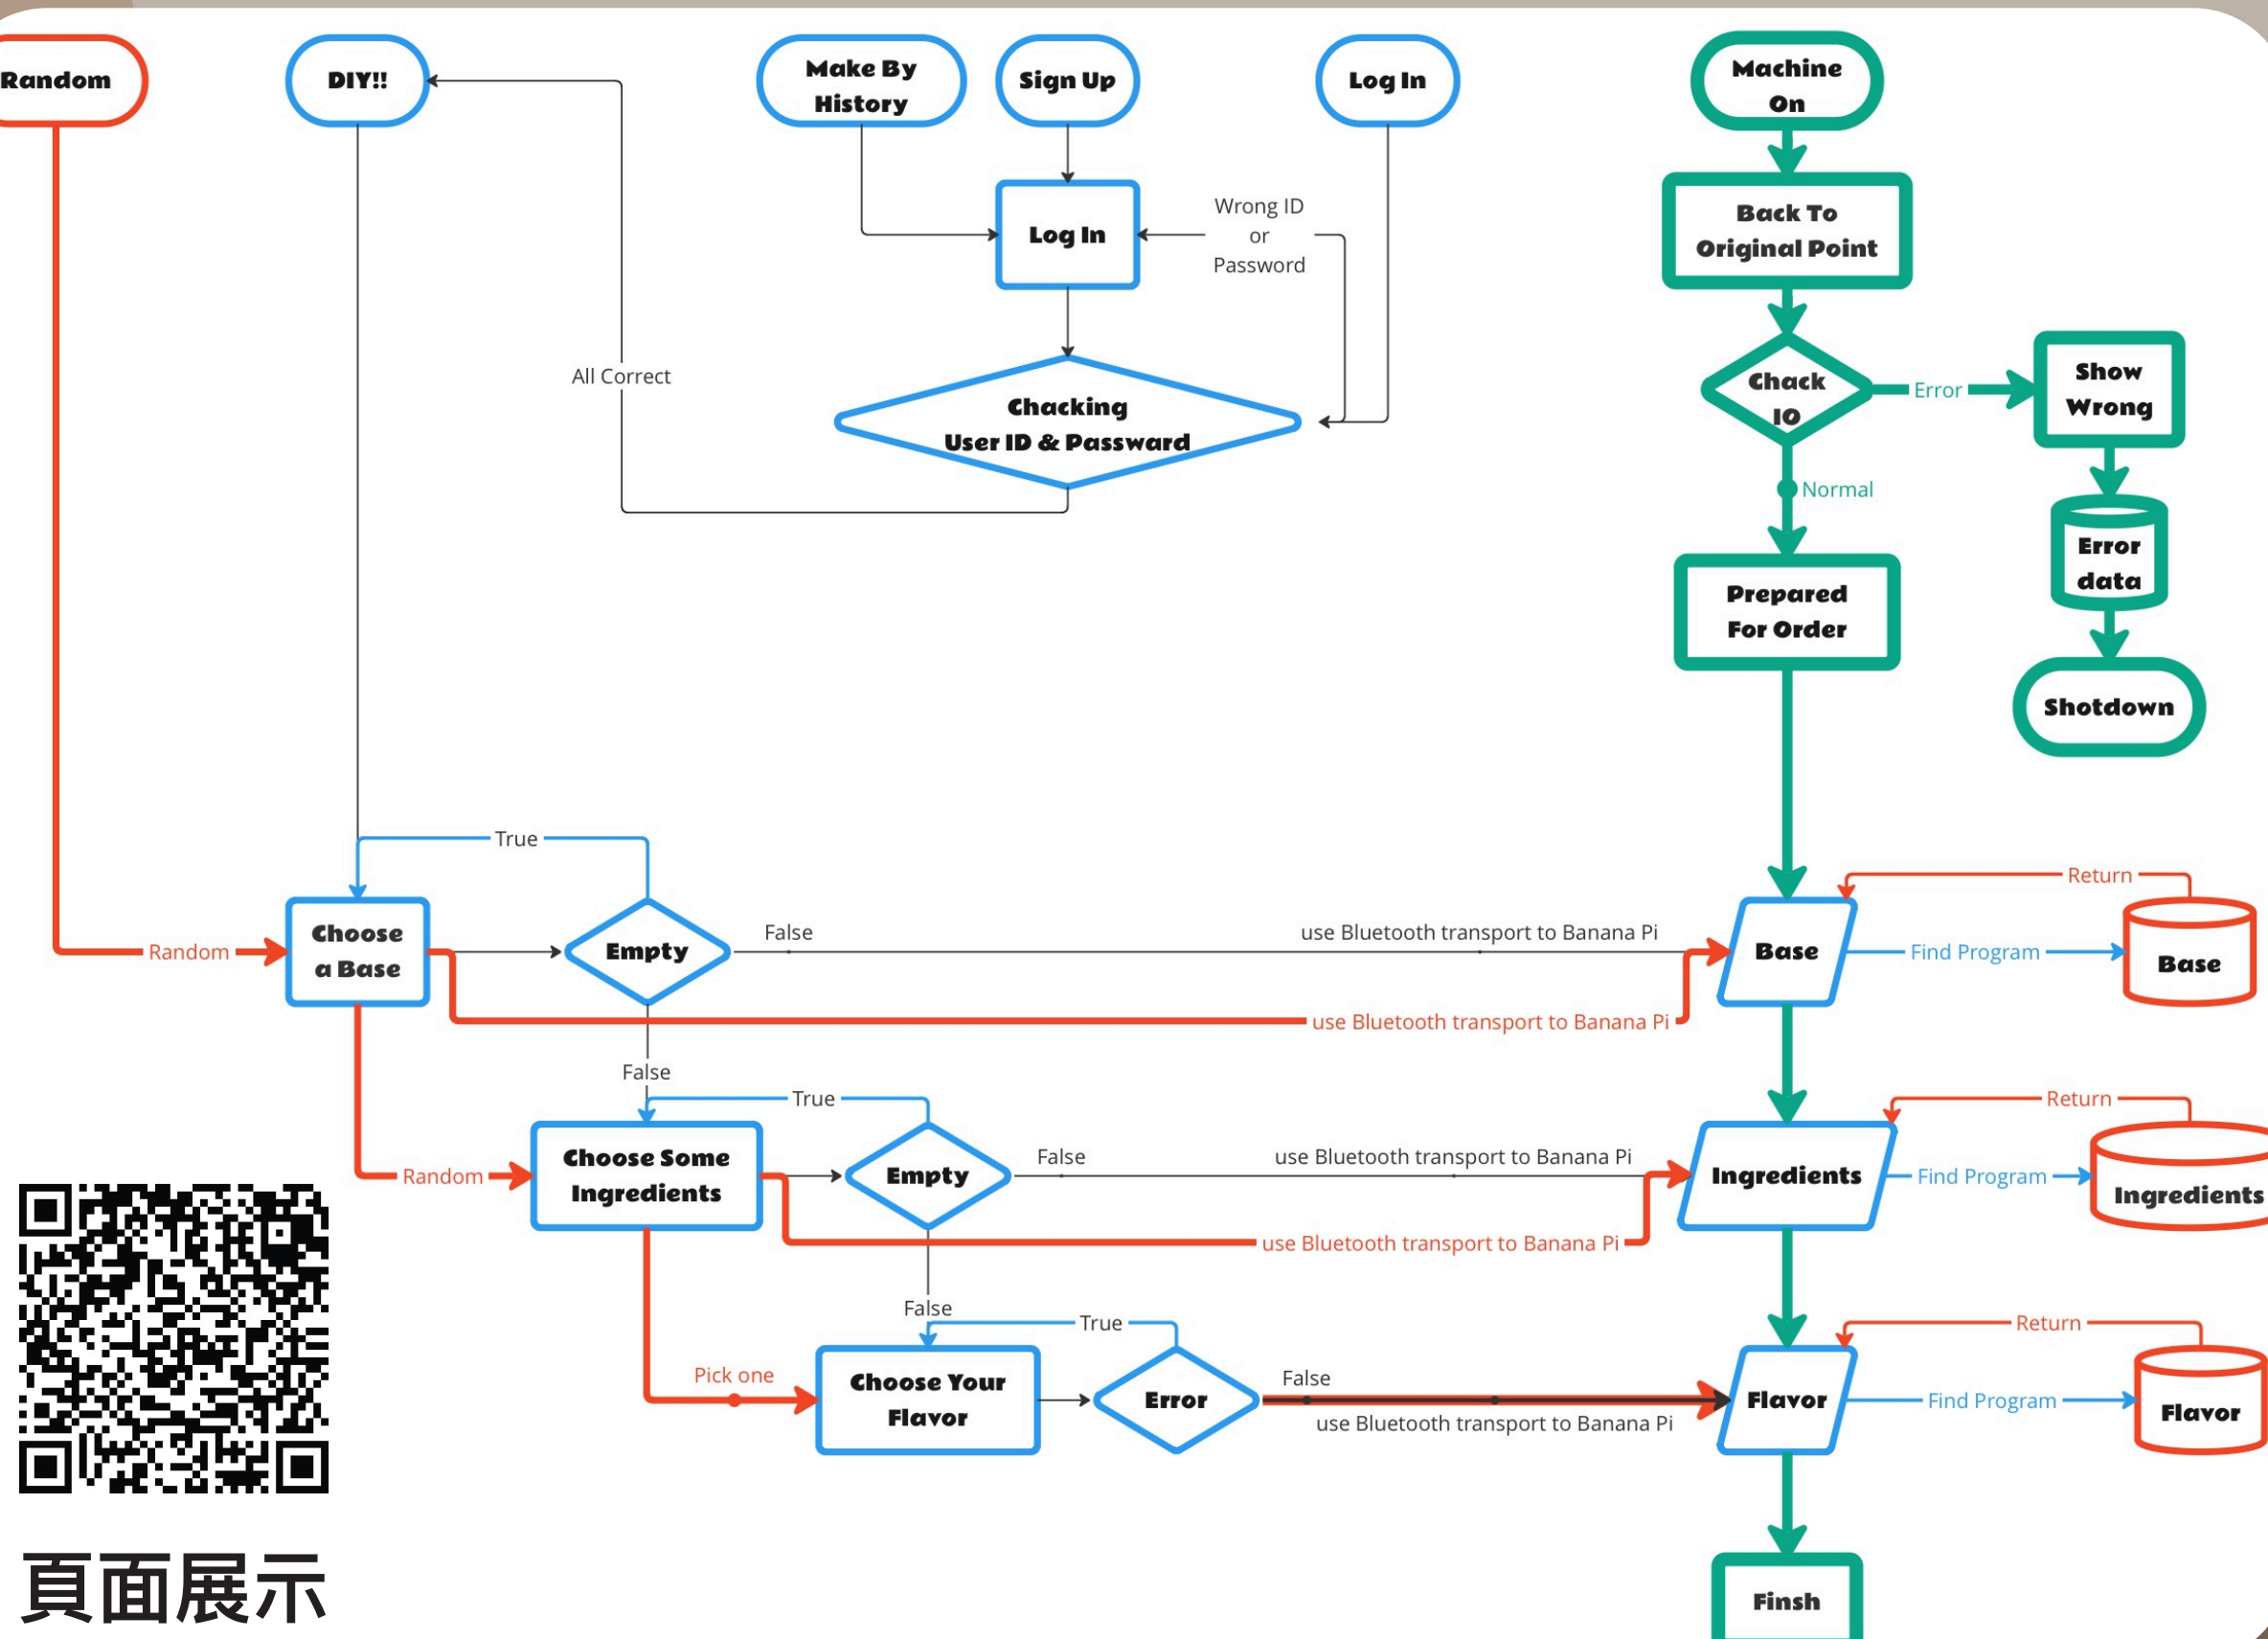 Random
DIY!!
Make By
History
Sign Up
Log In
Machine
On
Log In
Wrong ID
or
Password
Back To
Original Point
All Correct
Chacking
User ID & Passward
Chack
IO
Error
Show
Wrong
Normal
Error
data
Prepared
For Order
Shotdown
True
Choose
a Base
Random
Empty
False
use Bluetooth transport to Banana Pi
Base
Find Program
Return
Base
use Bluetooth transport to Banana Pi
False
True
Random
Choose Some
Ingredients
Empty
False
use Bluetooth transport to Banana Pi
Ingredients
Find Program
Return
Ingredients
use Bluetooth transport to Banana Pi
False
True
Pick one
Choose Your
Flavor
Error
False
use Bluetooth transport to Banana Pi
Flavor
Find Program
Return
Flavor
Finsh
頁面展示